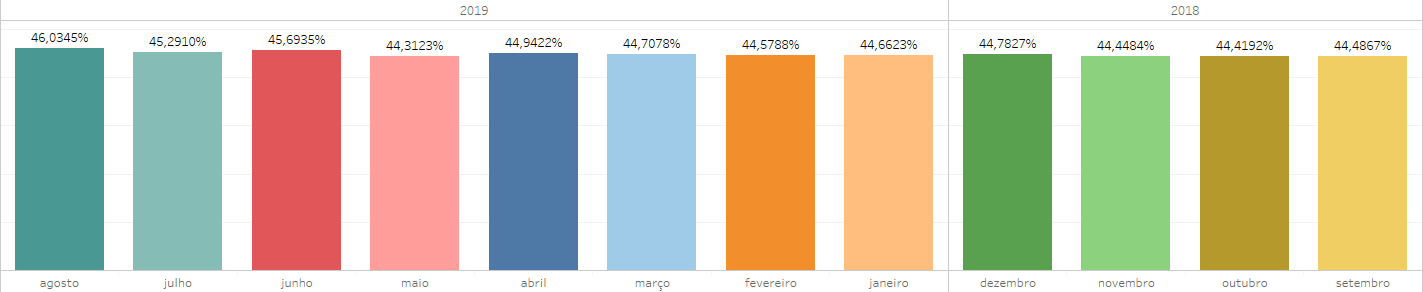 2019 2018
46,0345% 45,2910% 45,6935% 44,3123% 44,9422% 44,7078% 44,5788% 44,6623% 44,7827% 44,4484% 44,4192% 44,4867%
agosto julho junho maio abril março fevereiro janeiro dezembro novembro outubro setembro